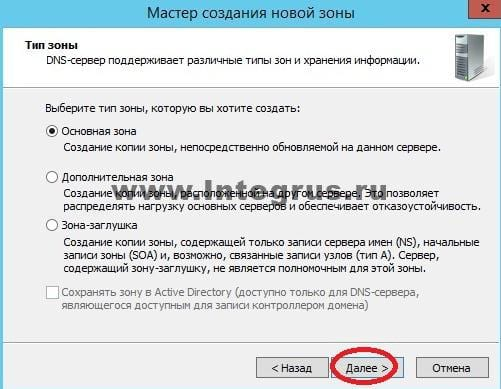 Мастер создания новой зоны
x
Тип зоны
DNS-сервер поддерживает различные типы зон и хранения информации.
Выберите тип зоны, которую вы хотите создать:
Основная зона
Создание копии зоны, непосредственно обновляемой на данном сервере.
Дополнительная зона
Создание копии зоны, расположенной на другом сервере. Это позволяет
www.Integrus.ru
распределять нагрузку основных серверов и обеспечивает отказоустойчивость.
Зона-заглушка
Создание копии зоны, содержащей только записи сервера имен (NS), начальные
записи зоны (SOA) и, возможно, связанные записи узлов (тип A). Сервер,
содержащий зону-заглушку, не является полномочным для этой зоны.
Сохранять зону в Active Directory (доступно только для DNS-сервера,
являющегося доступным для записи контроллером домена)
< Назад Далее > Отмена